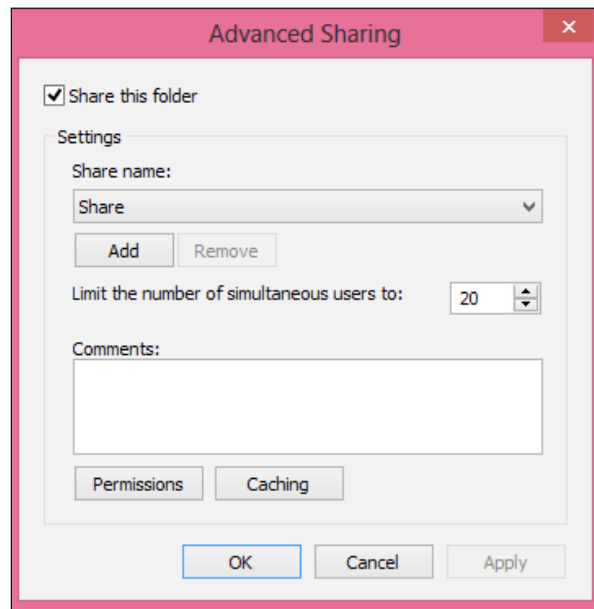 Advanced Sharing
Share this folder
Settings
Share name:
Share
Add Remove
Limit the number of simultaneous users to: 20
Comments:
Permissions Caching
OK Cancel Apply